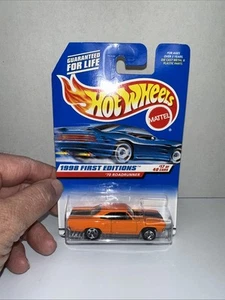 GUARANTEED
FOR LIFE
HOT WHEELS
MATTEL
1998 FIRST EDITIONS
'70 ROADRUNNER